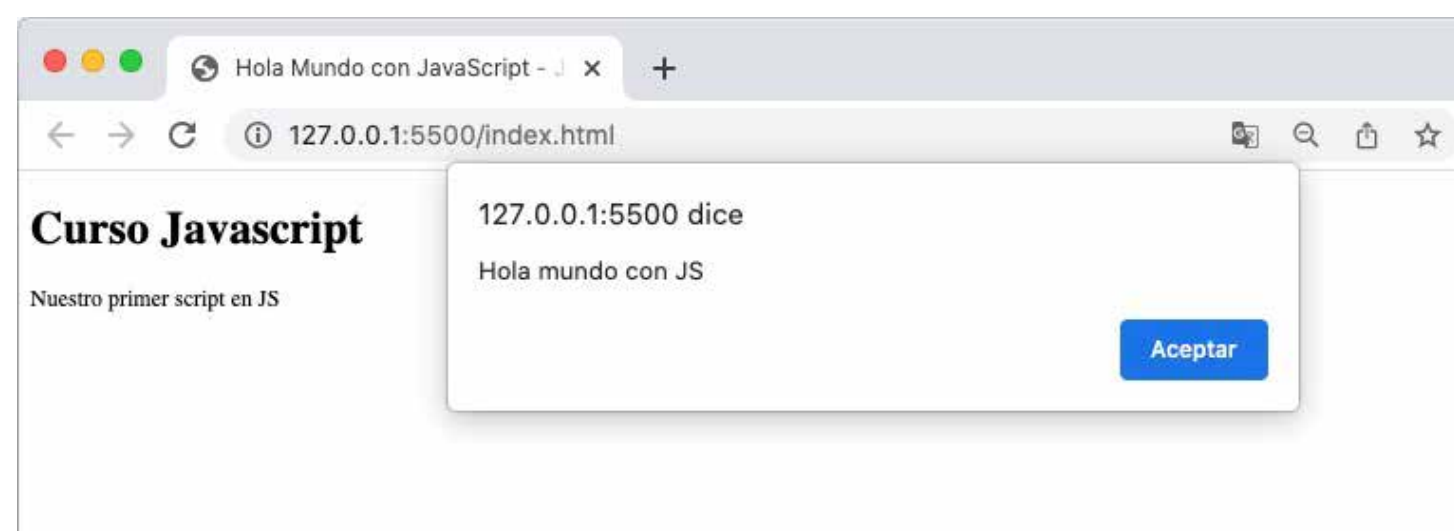 Hola Mundo con JavaScript -
127.0.0.1:5500/index.html
Curso Javascript
Nuestro primer script en JS
127.0.0.1:5500 dice
Hola mundo con JS
Aceptar